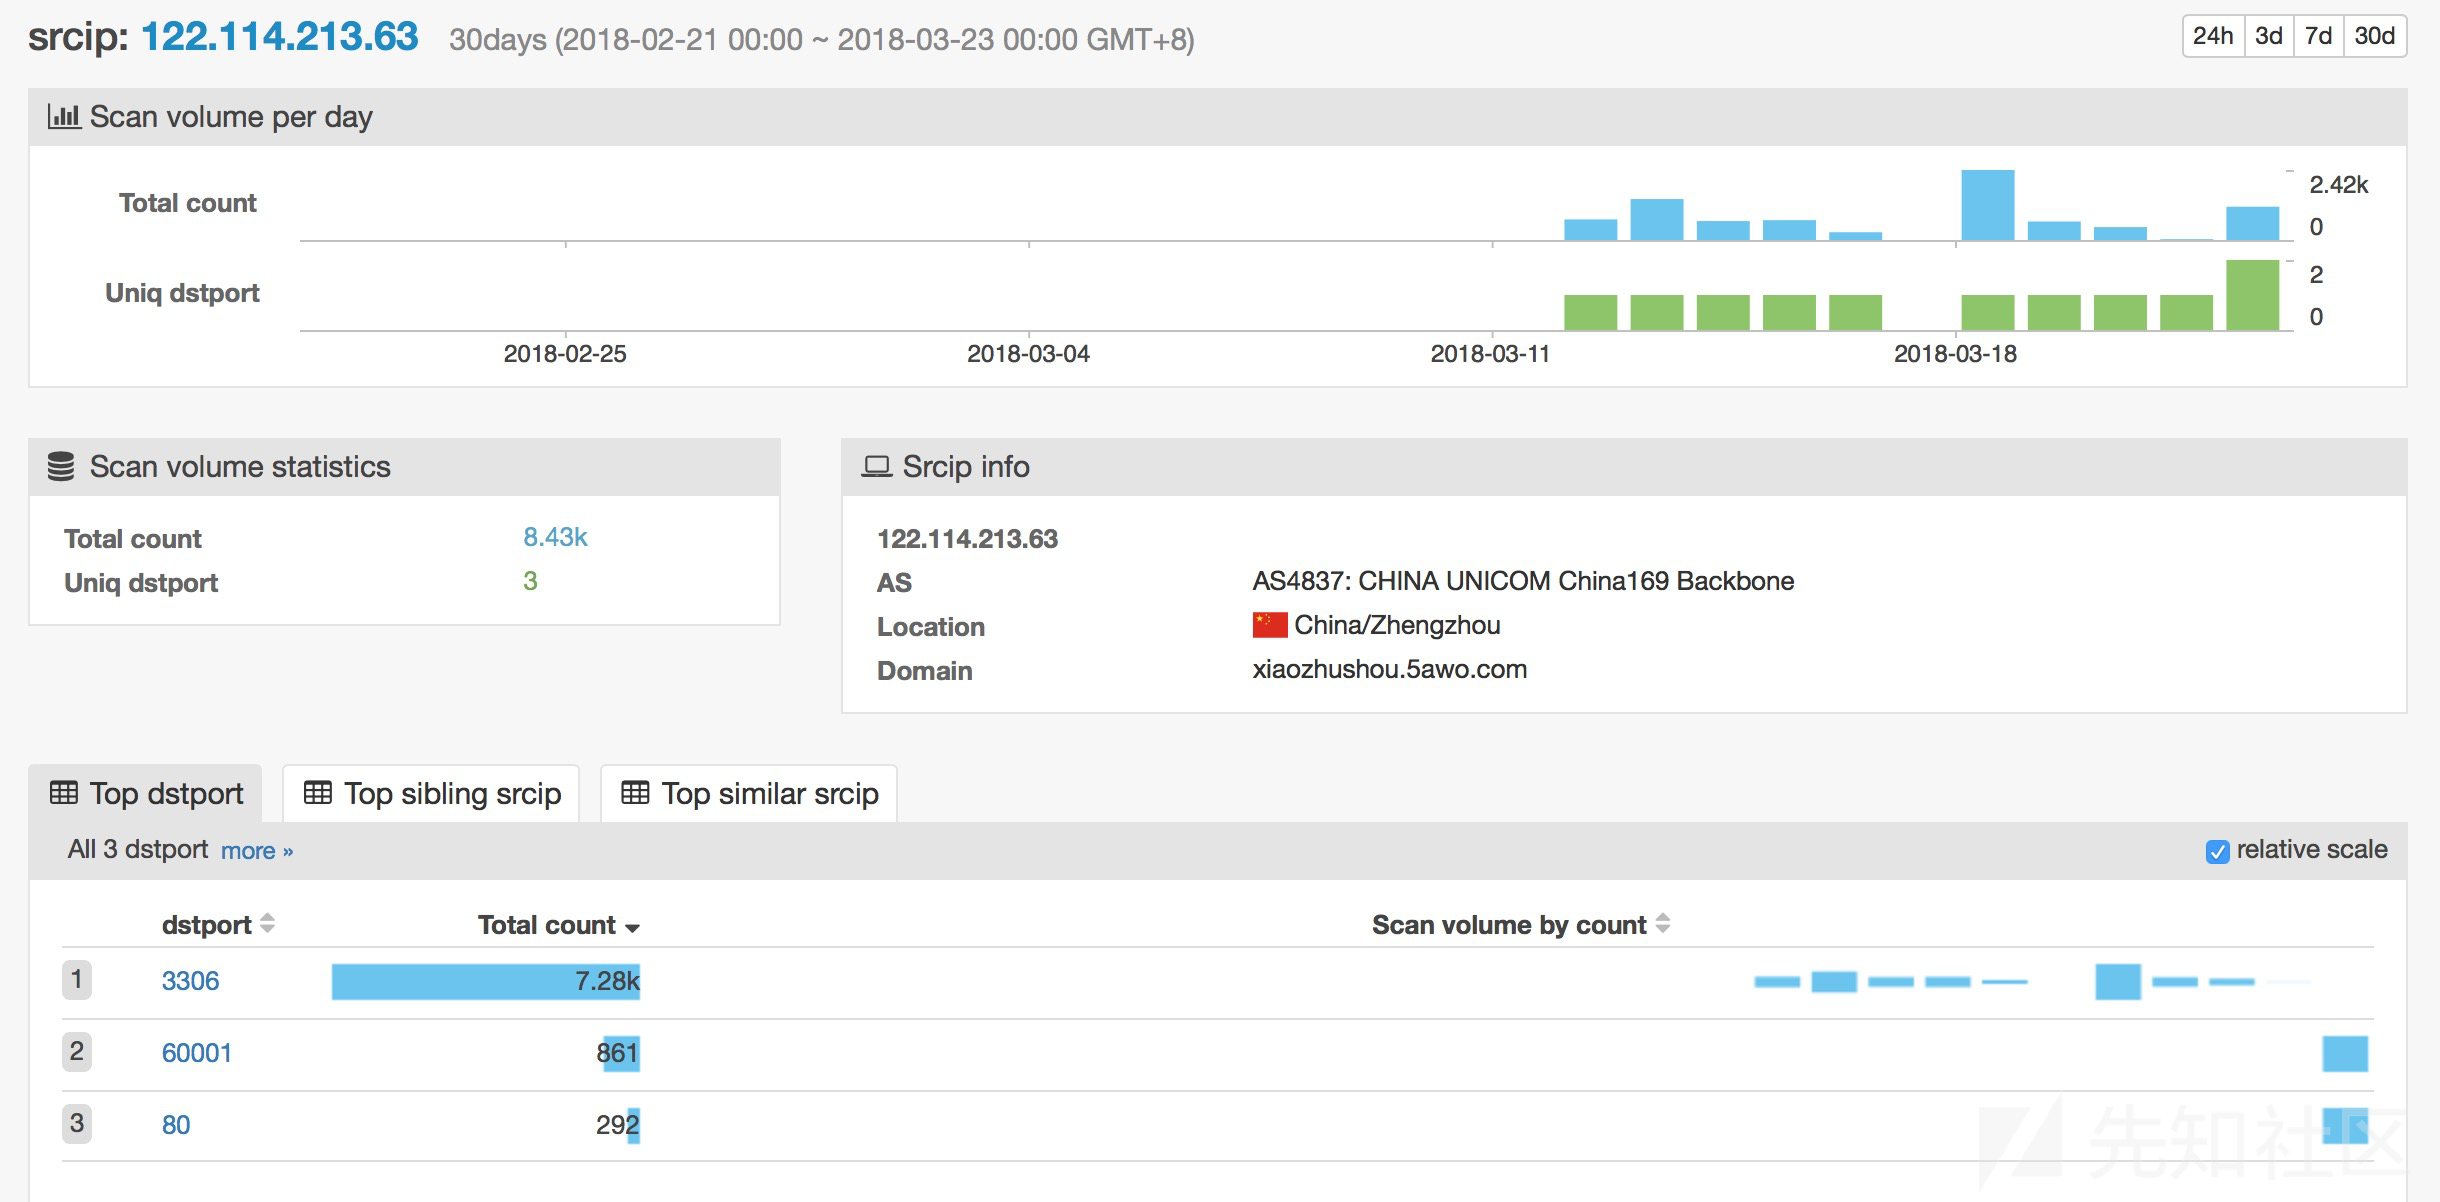 srcip: 122.114.213.63 30days (2018-02-21 00:00 ~ 2018-03-23 00:00 GMT+8) 24h 3d 7d 30d
Scan volume per day
Total count 2.42k
0
Uniq dstport 2
0
2018-02-25 2018-03-04 2018-03-11 2018-03-18
Scan volume statistics
Total count 8.43k
Uniq dstport 3
Srcip info
122.114.213.63
AS AS4837: CHINA UNICOM China169 Backbone
Location China/Zhengzhou
Domain xiaozhushou.5awo.com
Top dstport Top sibling srcip Top similar srcip
All 3 dstport more » relative scale
dstport Total count Scan volume by count
1 3306 7.28k
2 60001 861
3 80 292
先知社区